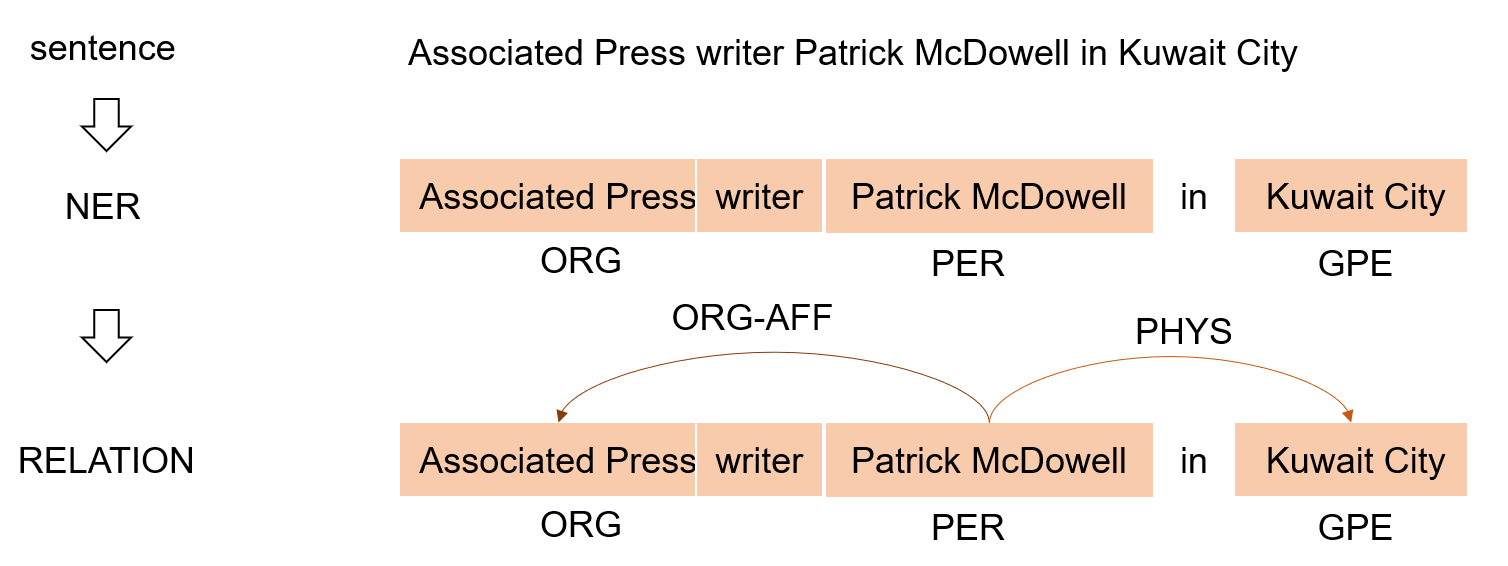 sentence
Associated Press writer Patrick McDowell in Kuwait City
NER
Associated Press writer Patrick McDowell in Kuwait City
ORG PER GPE
ORG-AFF PHYS
RELATION
Associated Press writer Patrick McDowell in Kuwait City
ORG PER GPE